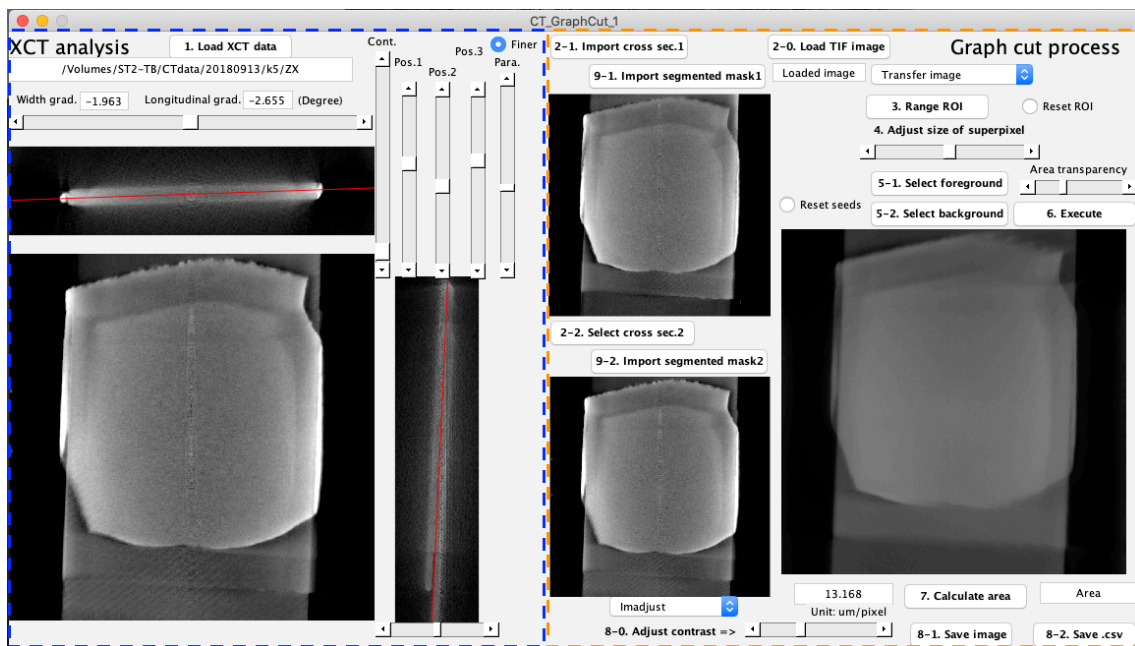 CT_GraphCut_1
XCT analysis
1. Load XCT data
Cont.
Pos.3
Finer
/Volumes/ST2-TB/CTdata/20180913/k5/ZX
Pos.1
Pos.2
Para.
Width grad. -1.963 Longitudinal grad. -2.655 (Degree)
2-1. Import cross sec.1
2-0. Load TIF image
Graph cut process
9-1. Import segmented mask1
Loaded image
Transfer image
3. Range ROI
Reset ROI
4. Adjust size of superpixel
5-1. Select foreground
Area transparency
Reset seeds
5-2. Select background
6. Execute
2-2. Select cross sec.2
9-2. Import segmented mask2
Imadjust
13.168
7. Calculate area
Area
Unit: um/pixel
8-0. Adjust contrast =>
8-1. Save image
8-2. Save .csv